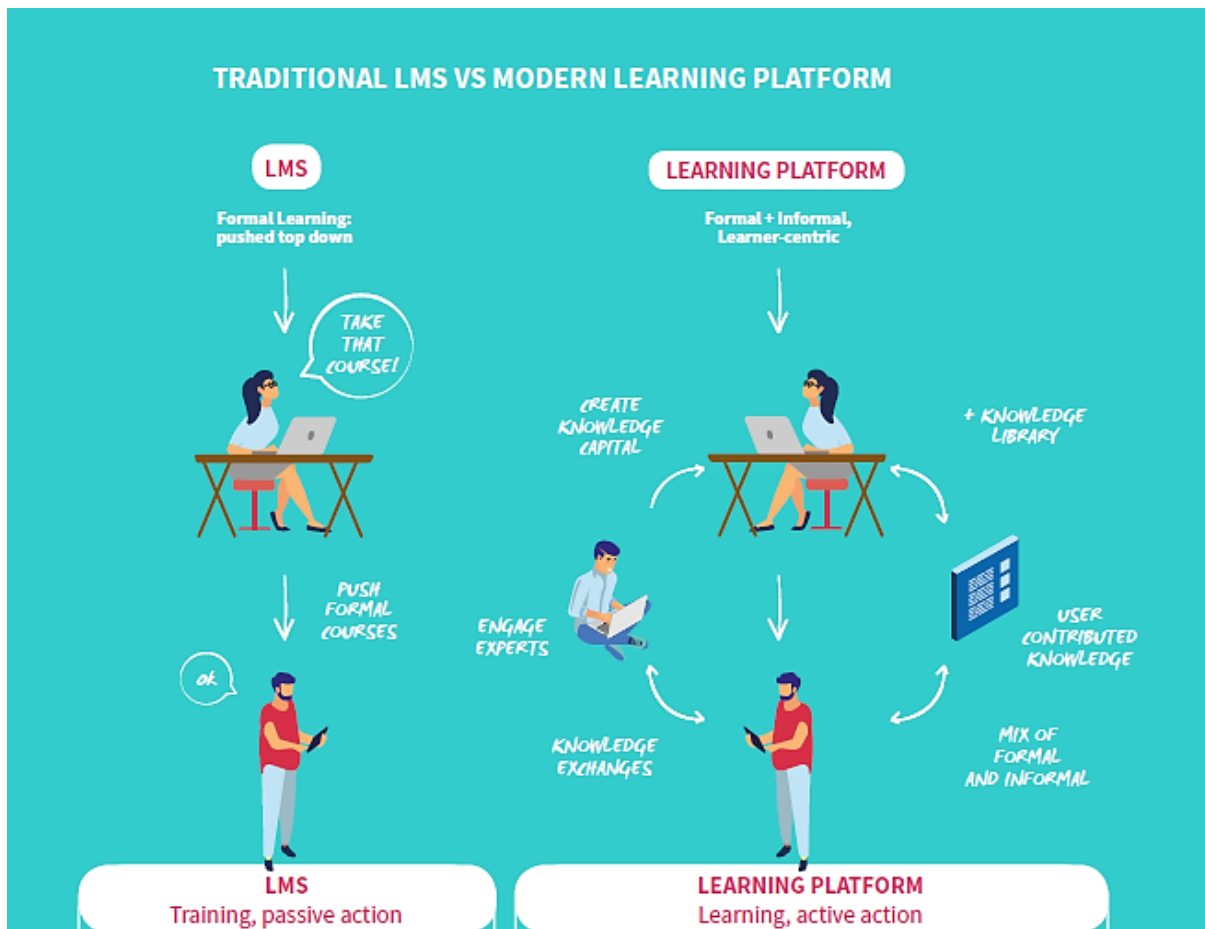 TRADITIONAL LMS VS MODERN LEARNING PLATFORM
LMS
Formal Learning:
pushed top down
TAKE
THAT
COURSE!
PUSH
FORMAL
COURSES
OK
LMS
Training, passive action
LEARNING PLATFORM
Formal + Informal,
Learner-centric
CREATE
KNOWLEDGE
CAPITAL
+ KNOWLEDGE
LIBRARY
ENGAGE
EXPERTS
USER
CONTRIBUTED
KNOWLEDGE
KNOWLEDGE
EXCHANGES
MIX OF
FORMAL
AND INFORMAL
LEARNING PLATFORM
Learning, active action